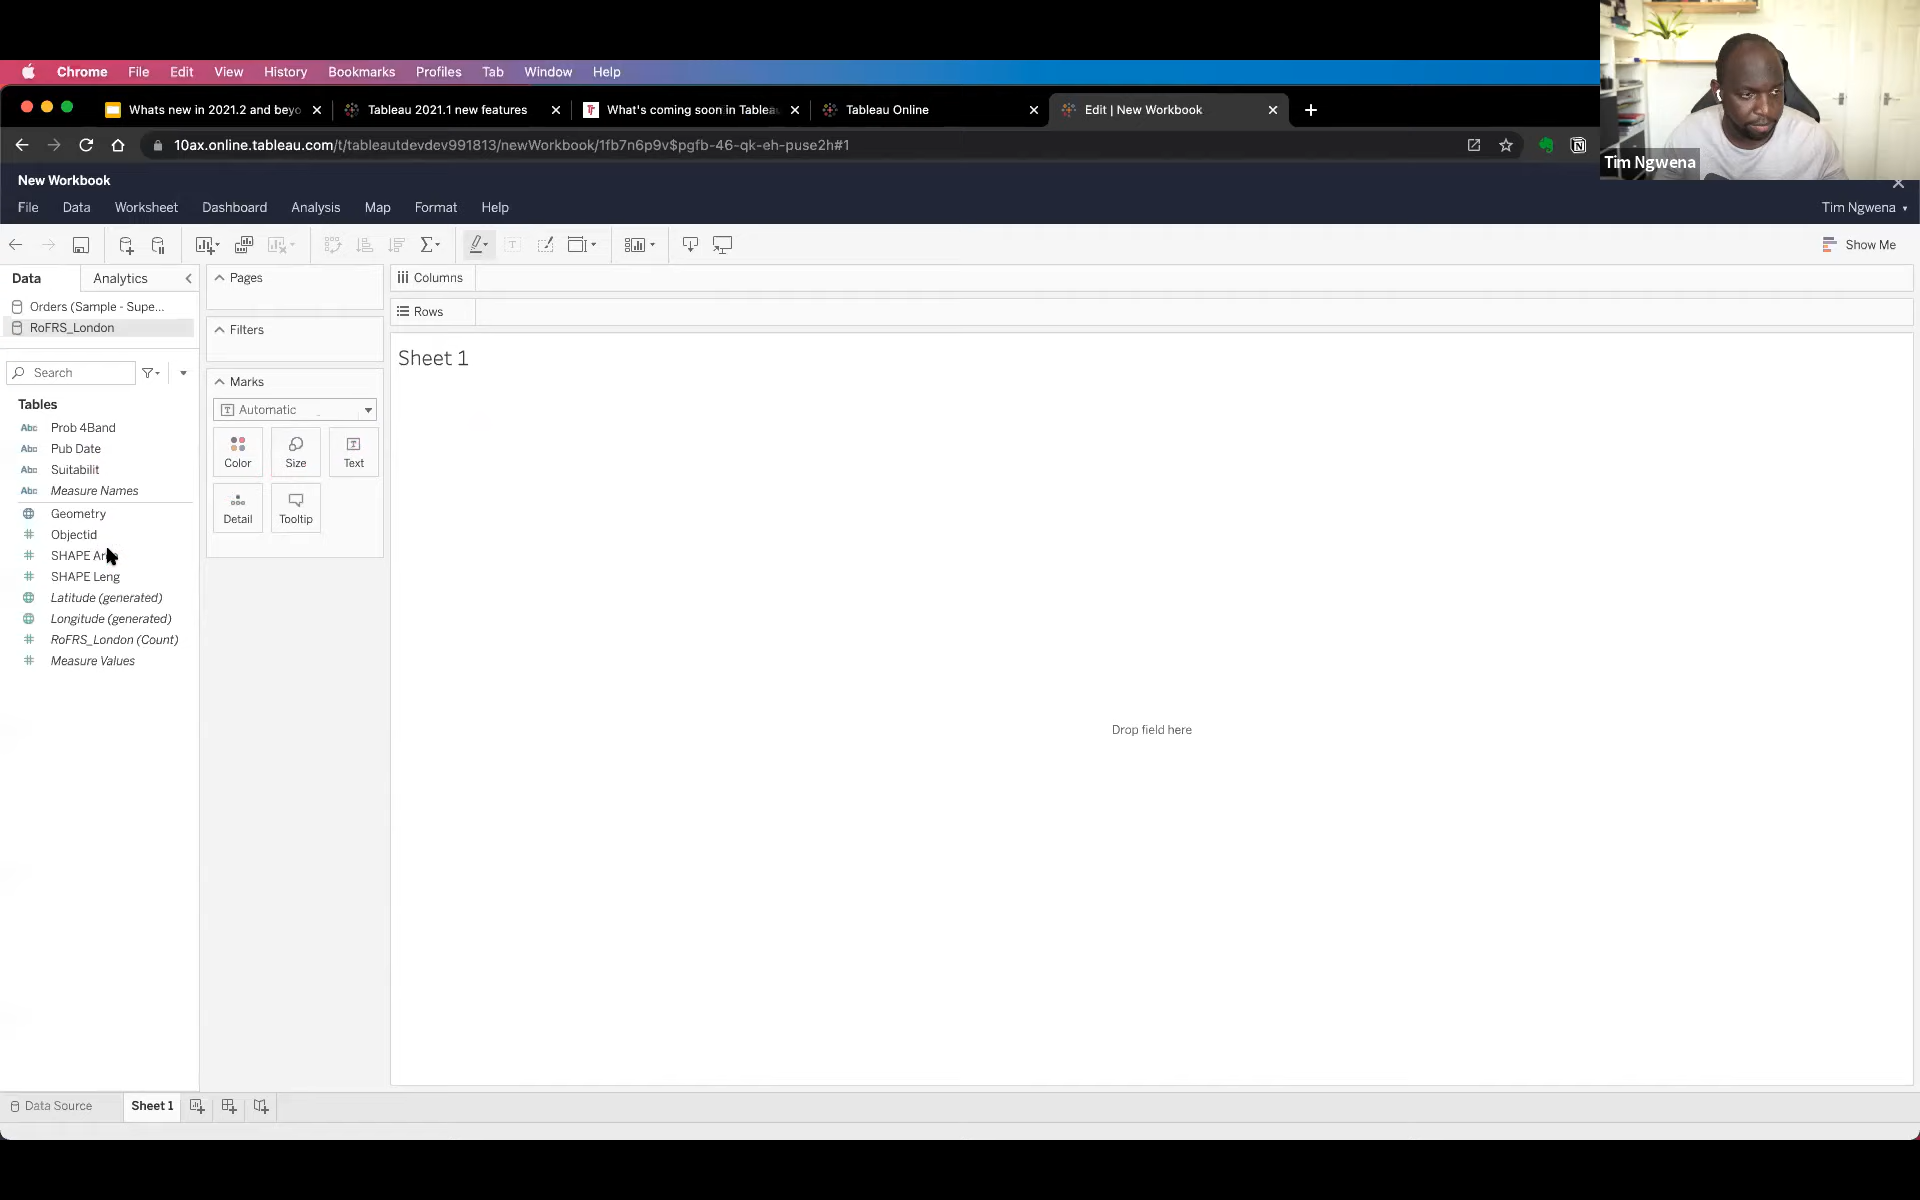 Chrome File Edit View History Bookmarks Profiles Tab Window Help
Whats new in 2021.2 and beyo Tableau 2021.1 new features What's coming soon in Tablea Tableau Online Edit | New Workbook
10ax.online.tableau.com/t/tableautdevdev991813/newWorkbook/1fb7n6p9v$pgfb-46-qk-eh-puse2h#1
Tim Ngwena
New Workbook
File Data Worksheet Dashboard Analysis Map Format Help Tim Ngwena
Show Me
Data Analytics
Orders (Sample - Supe...
RoFRS_London
Search
Tables
Abc Prob 4Band
Abc Pub Date
Abc Suitabilit
Abc Measure Names
Geometry
# Objectid
# SHAPE
# SHAPE Leng
Latitude (generated)
Longitude (generated)
# RoFRS_London (Count)
# Measure Values
Pages
Filters
Marks
Automatic
Color Size Text
Detail Tooltip
Columns
Rows
Sheet 1
Drop field here
Data Source Sheet 1